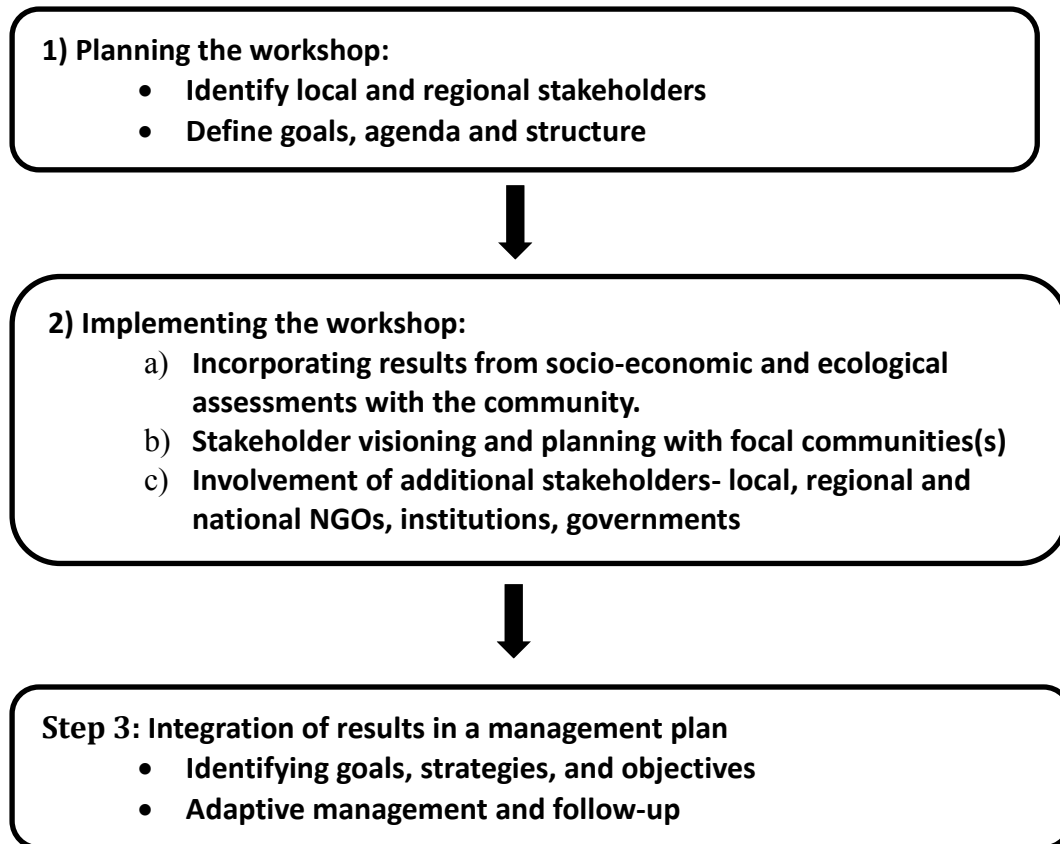 1) Planning the workshop:
• Identify local and regional stakeholders
• Define goals, agenda and structure
2) Implementing the workshop:
a) Incorporating results from socio-economic and ecological
assessments with the community.
b) Stakeholder visioning and planning with focal communities(s)
c) Involvement of additional stakeholders- local, regional and
national NGOs, institutions, governments
Step 3: Integration of results in a management plan
• Identifying goals, strategies, and objectives
• Adaptive management and follow-up